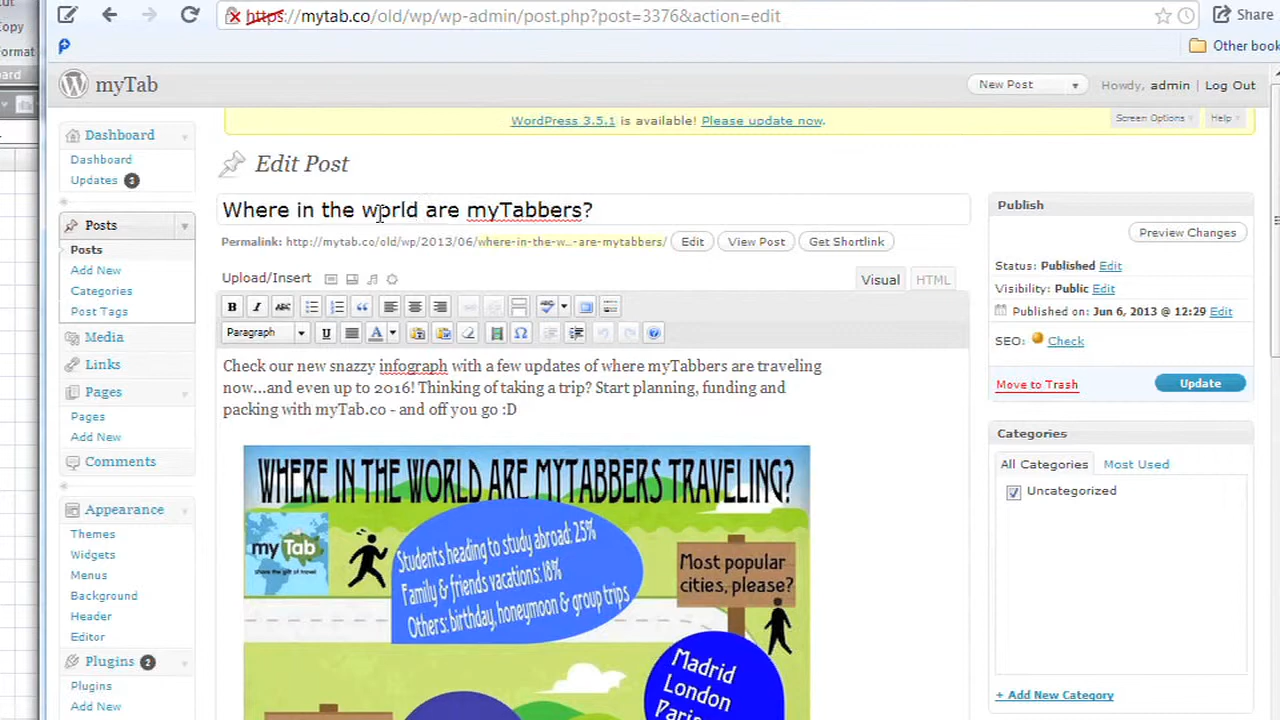 opy
Format
https://mytab.co/old/wp/wp-admin/post.php?post=3376&action=edit
Share
Other book
myTab
New Post
Howdy, admin | Log Out
WordPress 3.5.1 is available! Please update now.
Screen Options
Help
Dashboard
Dashboard
Updates 3
Posts
Posts
Add New
Categories
Post Tags
Media
Links
Pages
Pages
Add New
Comments
Appearance
Themes
Widgets
Menus
Background
Header
Editor
Plugins 2
Plugins
Add New
Edit Post
Where in the world are myTabbers?
Permalink: http://mytab.co/old/wp/2013/06/where-in-the-w…-are-mytabbers/ Edit View Post Get Shortlink
Upload/Insert
Visual HTML
B I ABC
ABC
Paragraph
U A
Check our new snazzy infograph with a few updates of where myTabbers are traveling
now...and even up to 2016! Thinking of taking a trip? Start planning, funding and
packing with myTab.co - and off you go :D
WHERE IN THE WORLD ARE MYTABBERS TRAVELING?
my Tab
share the gift of travel
Students heading to study abroad: 25%
Family & friends vacations: 18%
Others: birthday, honeymoon & group trips
Most popular
cities, please?
Madrid
London
Paris
Publish
Preview Changes
Status: Published Edit
Visibility: Public Edit
Published on: Jun 6, 2013 @ 12:29 Edit
SEO: Check
Move to Trash
Update
Categories
All Categories Most Used
Uncategorized
+ Add New Category